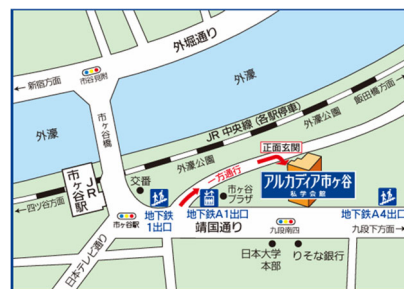 外堀通り
市谷見附
←新宿方面
外濠
飯田橋方面→
外濠
市ヶ谷橋
JR 中央線 (各駅停車)
外濠公園
正面玄関
外濠
外濠公園
一方通行
アルカディア市ヶ谷
私学会館
市ヶ谷駅
JR
交番
市ヶ谷プラザ
←四ツ谷方面
地下鉄1出口
地下鉄A1出口
地下鉄A4出口
市ヶ谷駅
靖国通り
九段南四
九段下方面→
日本テレビ通り
日本大学本部
りそな銀行